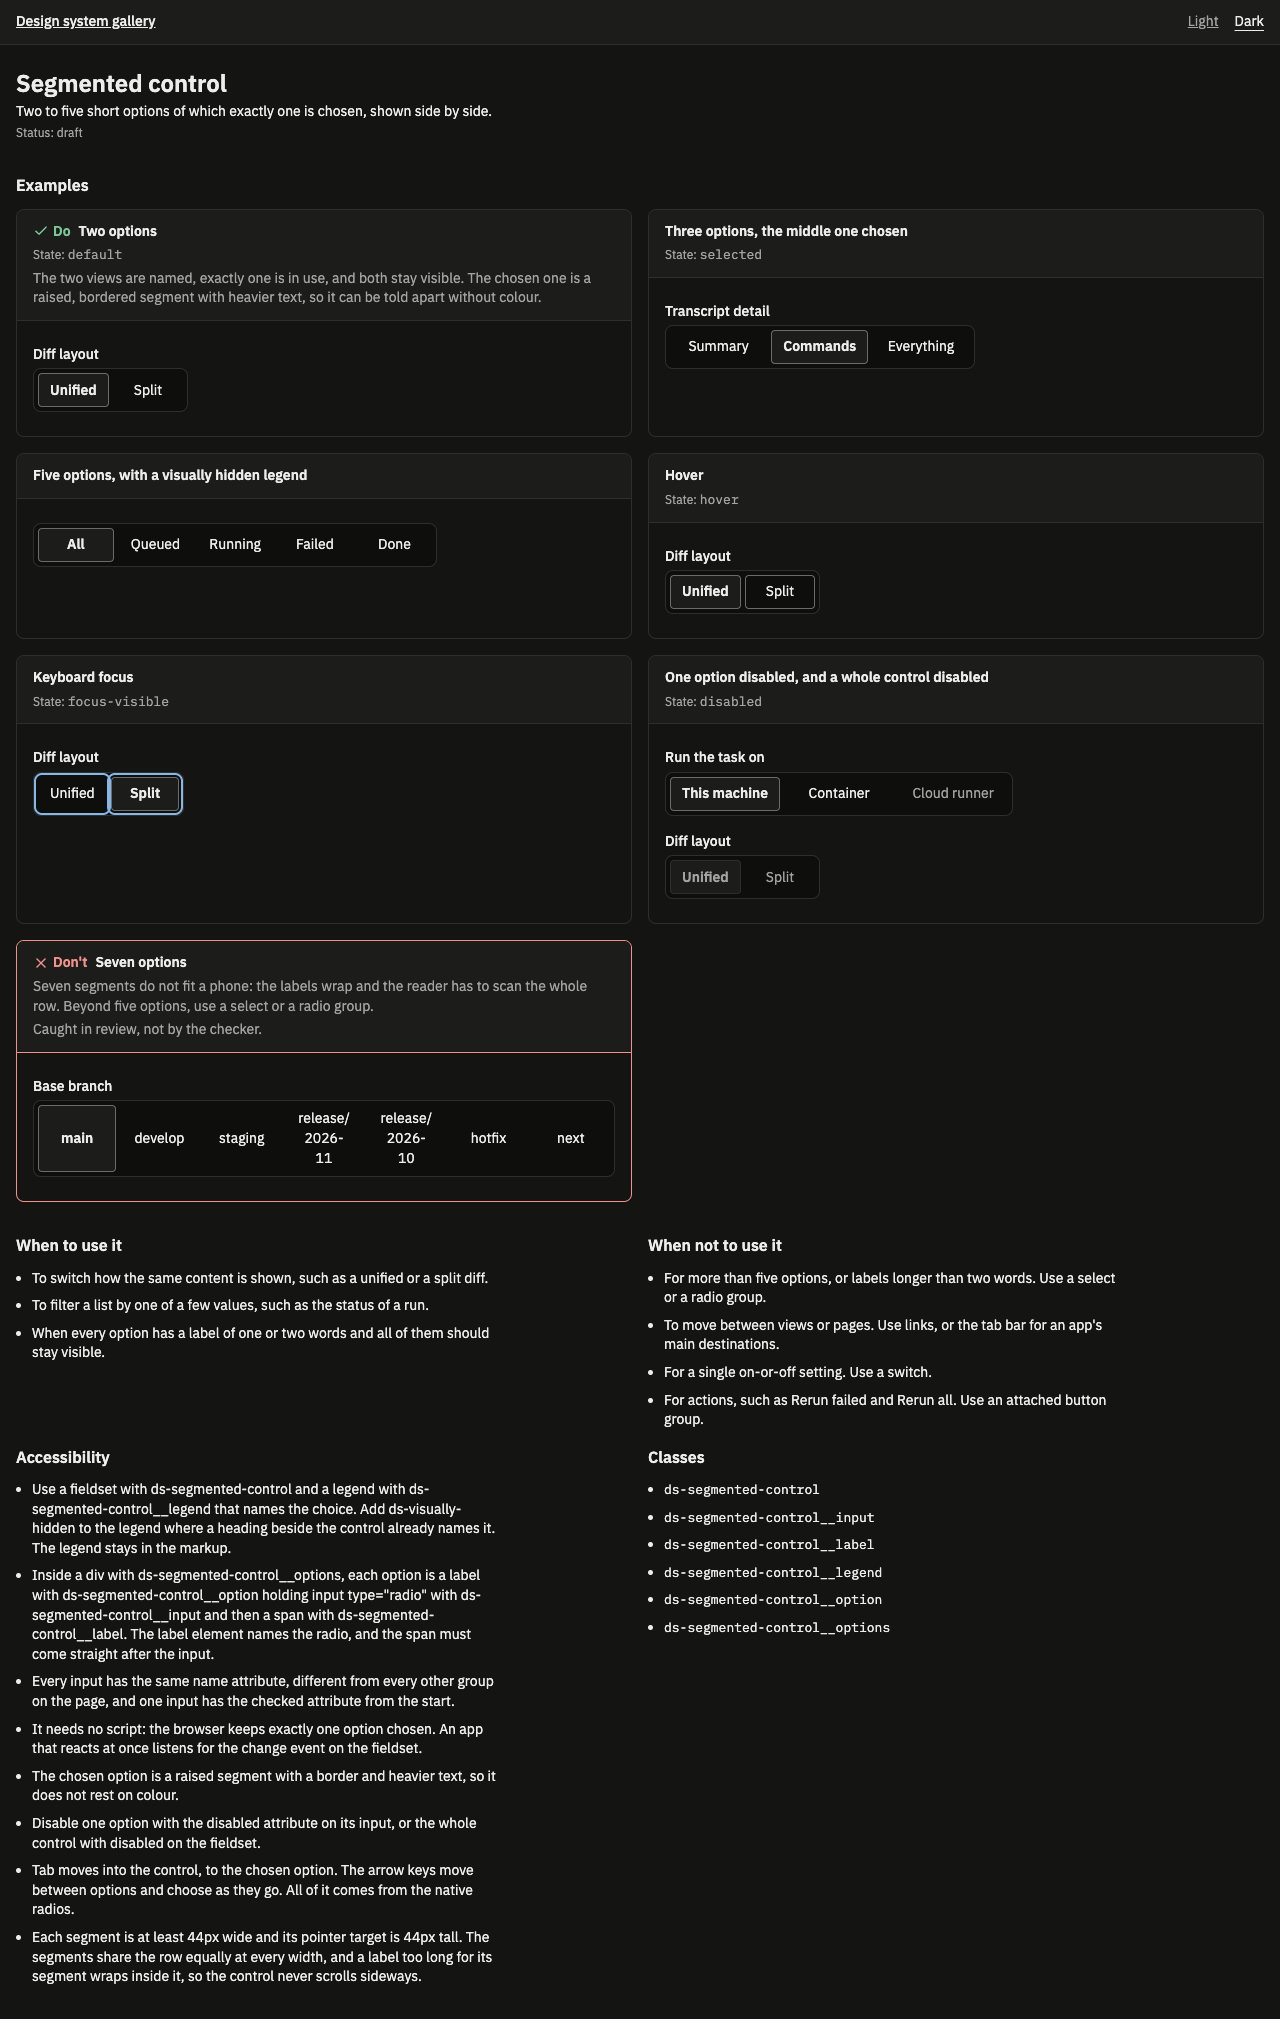 Design system gallery
Light
Dark
Segmented control
Two to five short options of which exactly one is chosen, shown side by side.
Status: draft
Examples
Do Two options
State: default
The two views are named, exactly one is in use, and both stay visible. The chosen one is a
raised, bordered segment with heavier text, so it can be told apart without colour.
Diff layout
Unified
Split
Three options, the middle one chosen
State: selected
Transcript detail
Summary
Commands
Everything
Five options, with a visually hidden legend
All
Queued
Running
Failed
Done
Hover
State: hover
Diff layout
Unified
Split
Keyboard focus
State: focus-visible
Diff layout
Unified
Split
One option disabled, and a whole control disabled
State: disabled
Run the task on
This machine
Container
Cloud runner
Diff layout
Unified
Split
Don't Seven options
Seven segments do not fit a phone: the labels wrap and the reader has to scan the whole
row. Beyond five options, use a select or a radio group.
Caught in review, not by the checker.
Base branch
main
develop
staging
release/
2026-
11
release/
2026-
10
hotfix
next
When to use it
To switch how the same content is shown, such as a unified or a split diff.
To filter a list by one of a few values, such as the status of a run.
When every option has a label of one or two words and all of them should
stay visible.
When not to use it
For more than five options, or labels longer than two words. Use a select
or a radio group.
To move between views or pages. Use links, or the tab bar for an app's
main destinations.
For a single on-or-off setting. Use a switch.
For actions, such as Rerun failed and Rerun all. Use an attached button
group.
Accessibility
Use a fieldset with ds-segmented-control and a legend with ds-
segmented-control__legend that names the choice. Add ds-visually-
hidden to the legend where a heading beside the control already names it.
The legend stays in the markup.
Inside a div with ds-segmented-control__options, each option is a label
with ds-segmented-control__option holding input type="radio" with ds-
segmented-control__input and then a span with ds-segmented-
control__label. The label element names the radio, and the span must
come straight after the input.
Every input has the same name attribute, different from every other group
on the page, and one input has the checked attribute from the start.
It needs no script: the browser keeps exactly one option chosen. An app
that reacts at once listens for the change event on the fieldset.
The chosen option is a raised segment with a border and heavier text, so it
does not rest on colour.
Disable one option with the disabled attribute on its input, or the whole
control with disabled on the fieldset.
Tab moves into the control, to the chosen option. The arrow keys move
between options and choose as they go. All of it comes from the native
radios.
Each segment is at least 44px wide and its pointer target is 44px tall. The
segments share the row equally at every width, and a label too long for its
segment wraps inside it, so the control never scrolls sideways.
Classes
ds-segmented-control
ds-segmented-control__input
ds-segmented-control__label
ds-segmented-control__legend
ds-segmented-control__option
ds-segmented-control__options